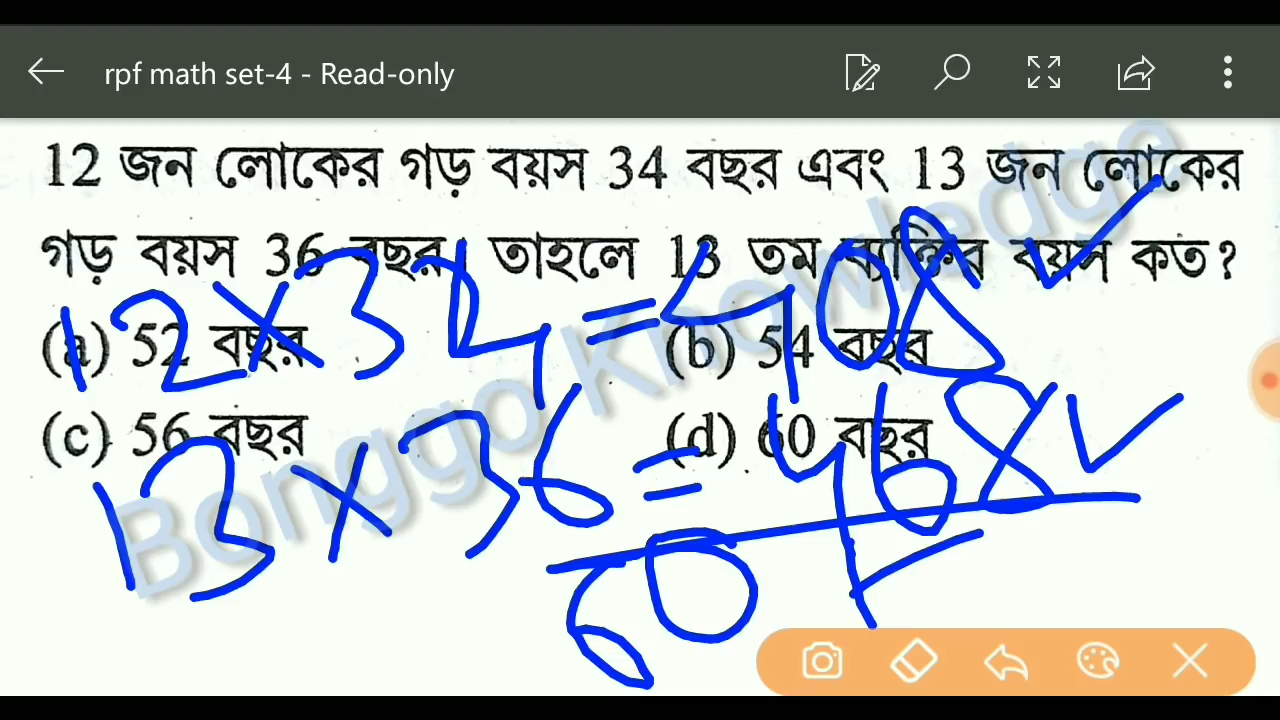 rpf math set-4 - Read-only
12 জন লোকের গড় বয়স 34 বছর এবং 13 জন লোকের
গড় বয়স 36 বছর। তাহলে 13 তম ব্যক্তির বয়স কত?
(a) 52 বছর (b) 54 বছর
(c) 56 বছর (d) 60 বছর
12 × 34 = 408
13 × 36 = 468
60
Bonggo Knowledge